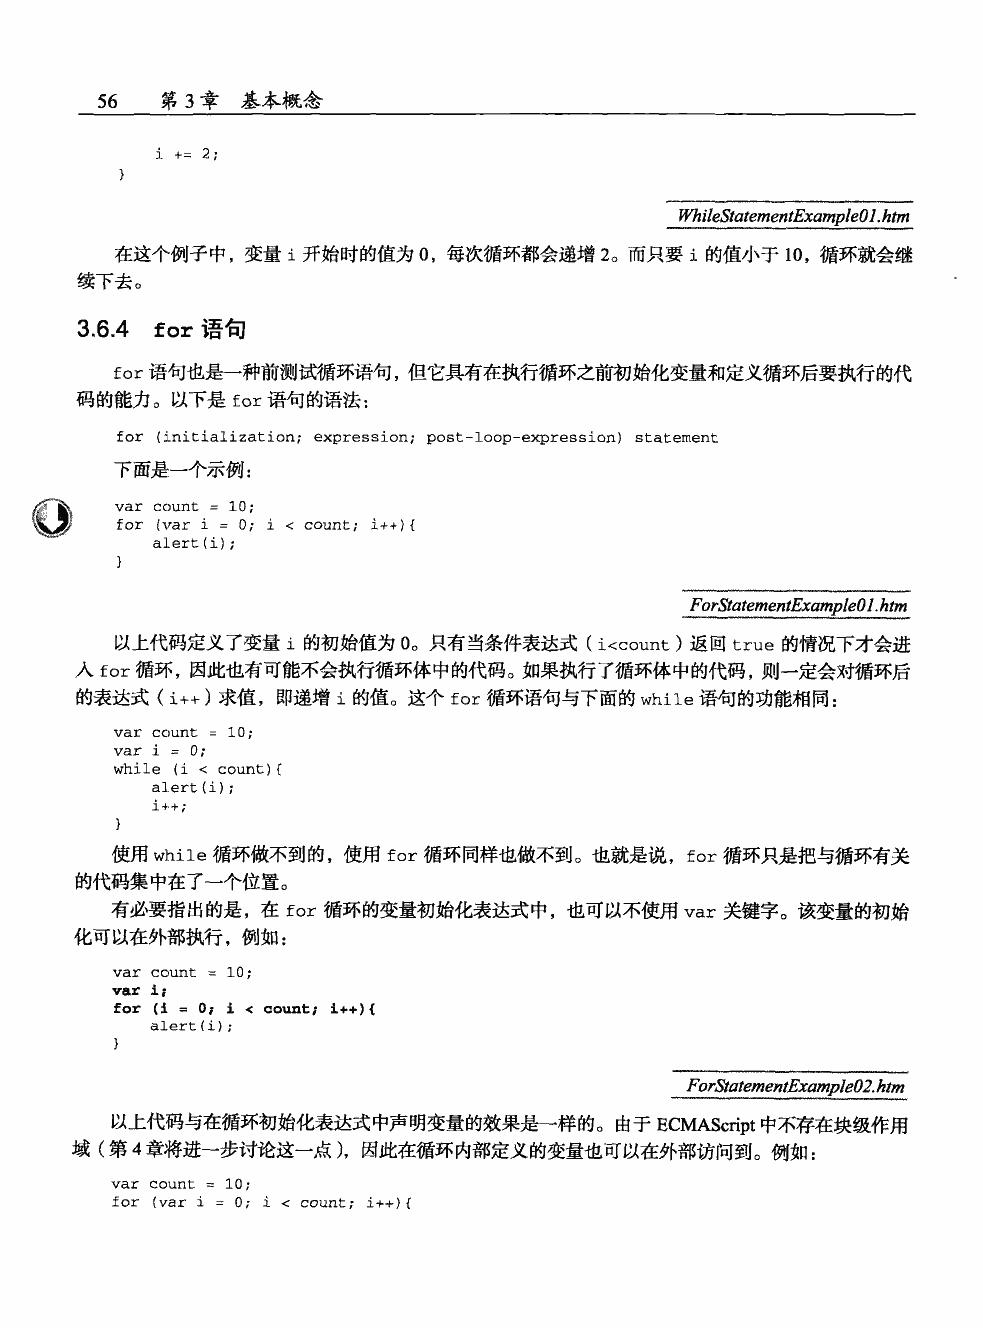 56 第 3 章 基本概念
i += 2;
}
WhileStatementExample01.htm
在这个例子中，变量 i 开始时的值为 0，每次循环都会递增 2。而只要 i 的值小于 10，循环就会继
续下去。
3.6.4 for 语句
for 语句也是一种前测试循环语句，但它具有在执行循环之前初始化变量和定义循环后要执行的代
码的能力。以下是 for 语句的语法：
for (initialization; expression; post-loop-expression) statement
下面是一个示例：
var count = 10;
for (var i = 0; i < count; i++){
alert(i);
}
ForStatementExample01.htm
以上代码定义了变量 i 的初始值为 0。只有当条件表达式（i<count）返回 true 的情况下才会进
入 for 循环，因此也有可能不会执行循环体中的代码。如果执行了循环体中的代码，则一定会对循环后
的表达式（i++）求值，即递增 i 的值。这个 for 循环语句与下面的 while 语句的功能相同：
var count = 10;
var i = 0;
while (i < count){
alert(i);
i++;
}
使用 while 循环做不到的，使用 for 循环同样也做不到。也就是说，for 循环只是把与循环有关
的代码集中在了一个位置。
有必要指出的是，在 for 循环的变量初始化表达式中，也可以不使用 var 关键字。该变量的初始
化可以在外部执行，例如：
var count = 10;
var i;
for (i = 0; i < count; i++){
alert(i);
}
ForStatementExample02.htm
以上代码与在循环初始化表达式中声明变量的效果是一样的。由于 ECMAScript 中不存在块级作用
域（第 4 章将进一步讨论这一点），因此在循环内部定义的变量也可以在外部访问到。例如：
var count = 10;
for (var i = 0; i < count; i++){